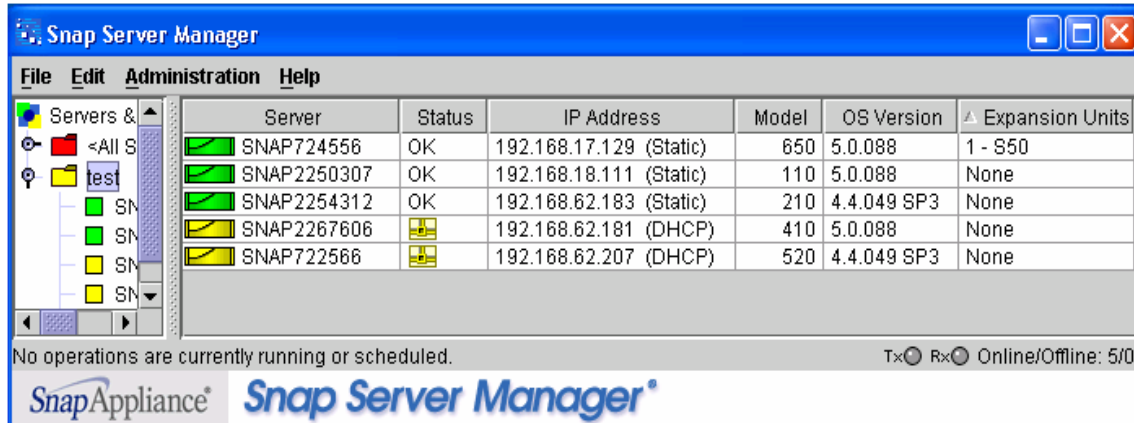 Snap Server Manager
File Edit Administration Help
Servers &
Server Status IP Address Model OS Version Expansion Units
<All S
test
SN
SN
SN
SN
SNAP724556 OK 192.168.17.129 (Static) 650 5.0.088 1 - S50
SNAP2250307 OK 192.168.18.111 (Static) 110 5.0.088 None
SNAP2254312 OK 192.168.62.183 (Static) 210 4.4.049 SP3 None
SNAP2267606 192.168.62.181 (DHCP) 410 5.0.088 None
SNAP722566 192.168.62.207 (DHCP) 520 4.4.049 SP3 None
No operations are currently running or scheduled. Tx Rx Online/Offline: 5/0
SnapAppliance® Snap Server Manager®